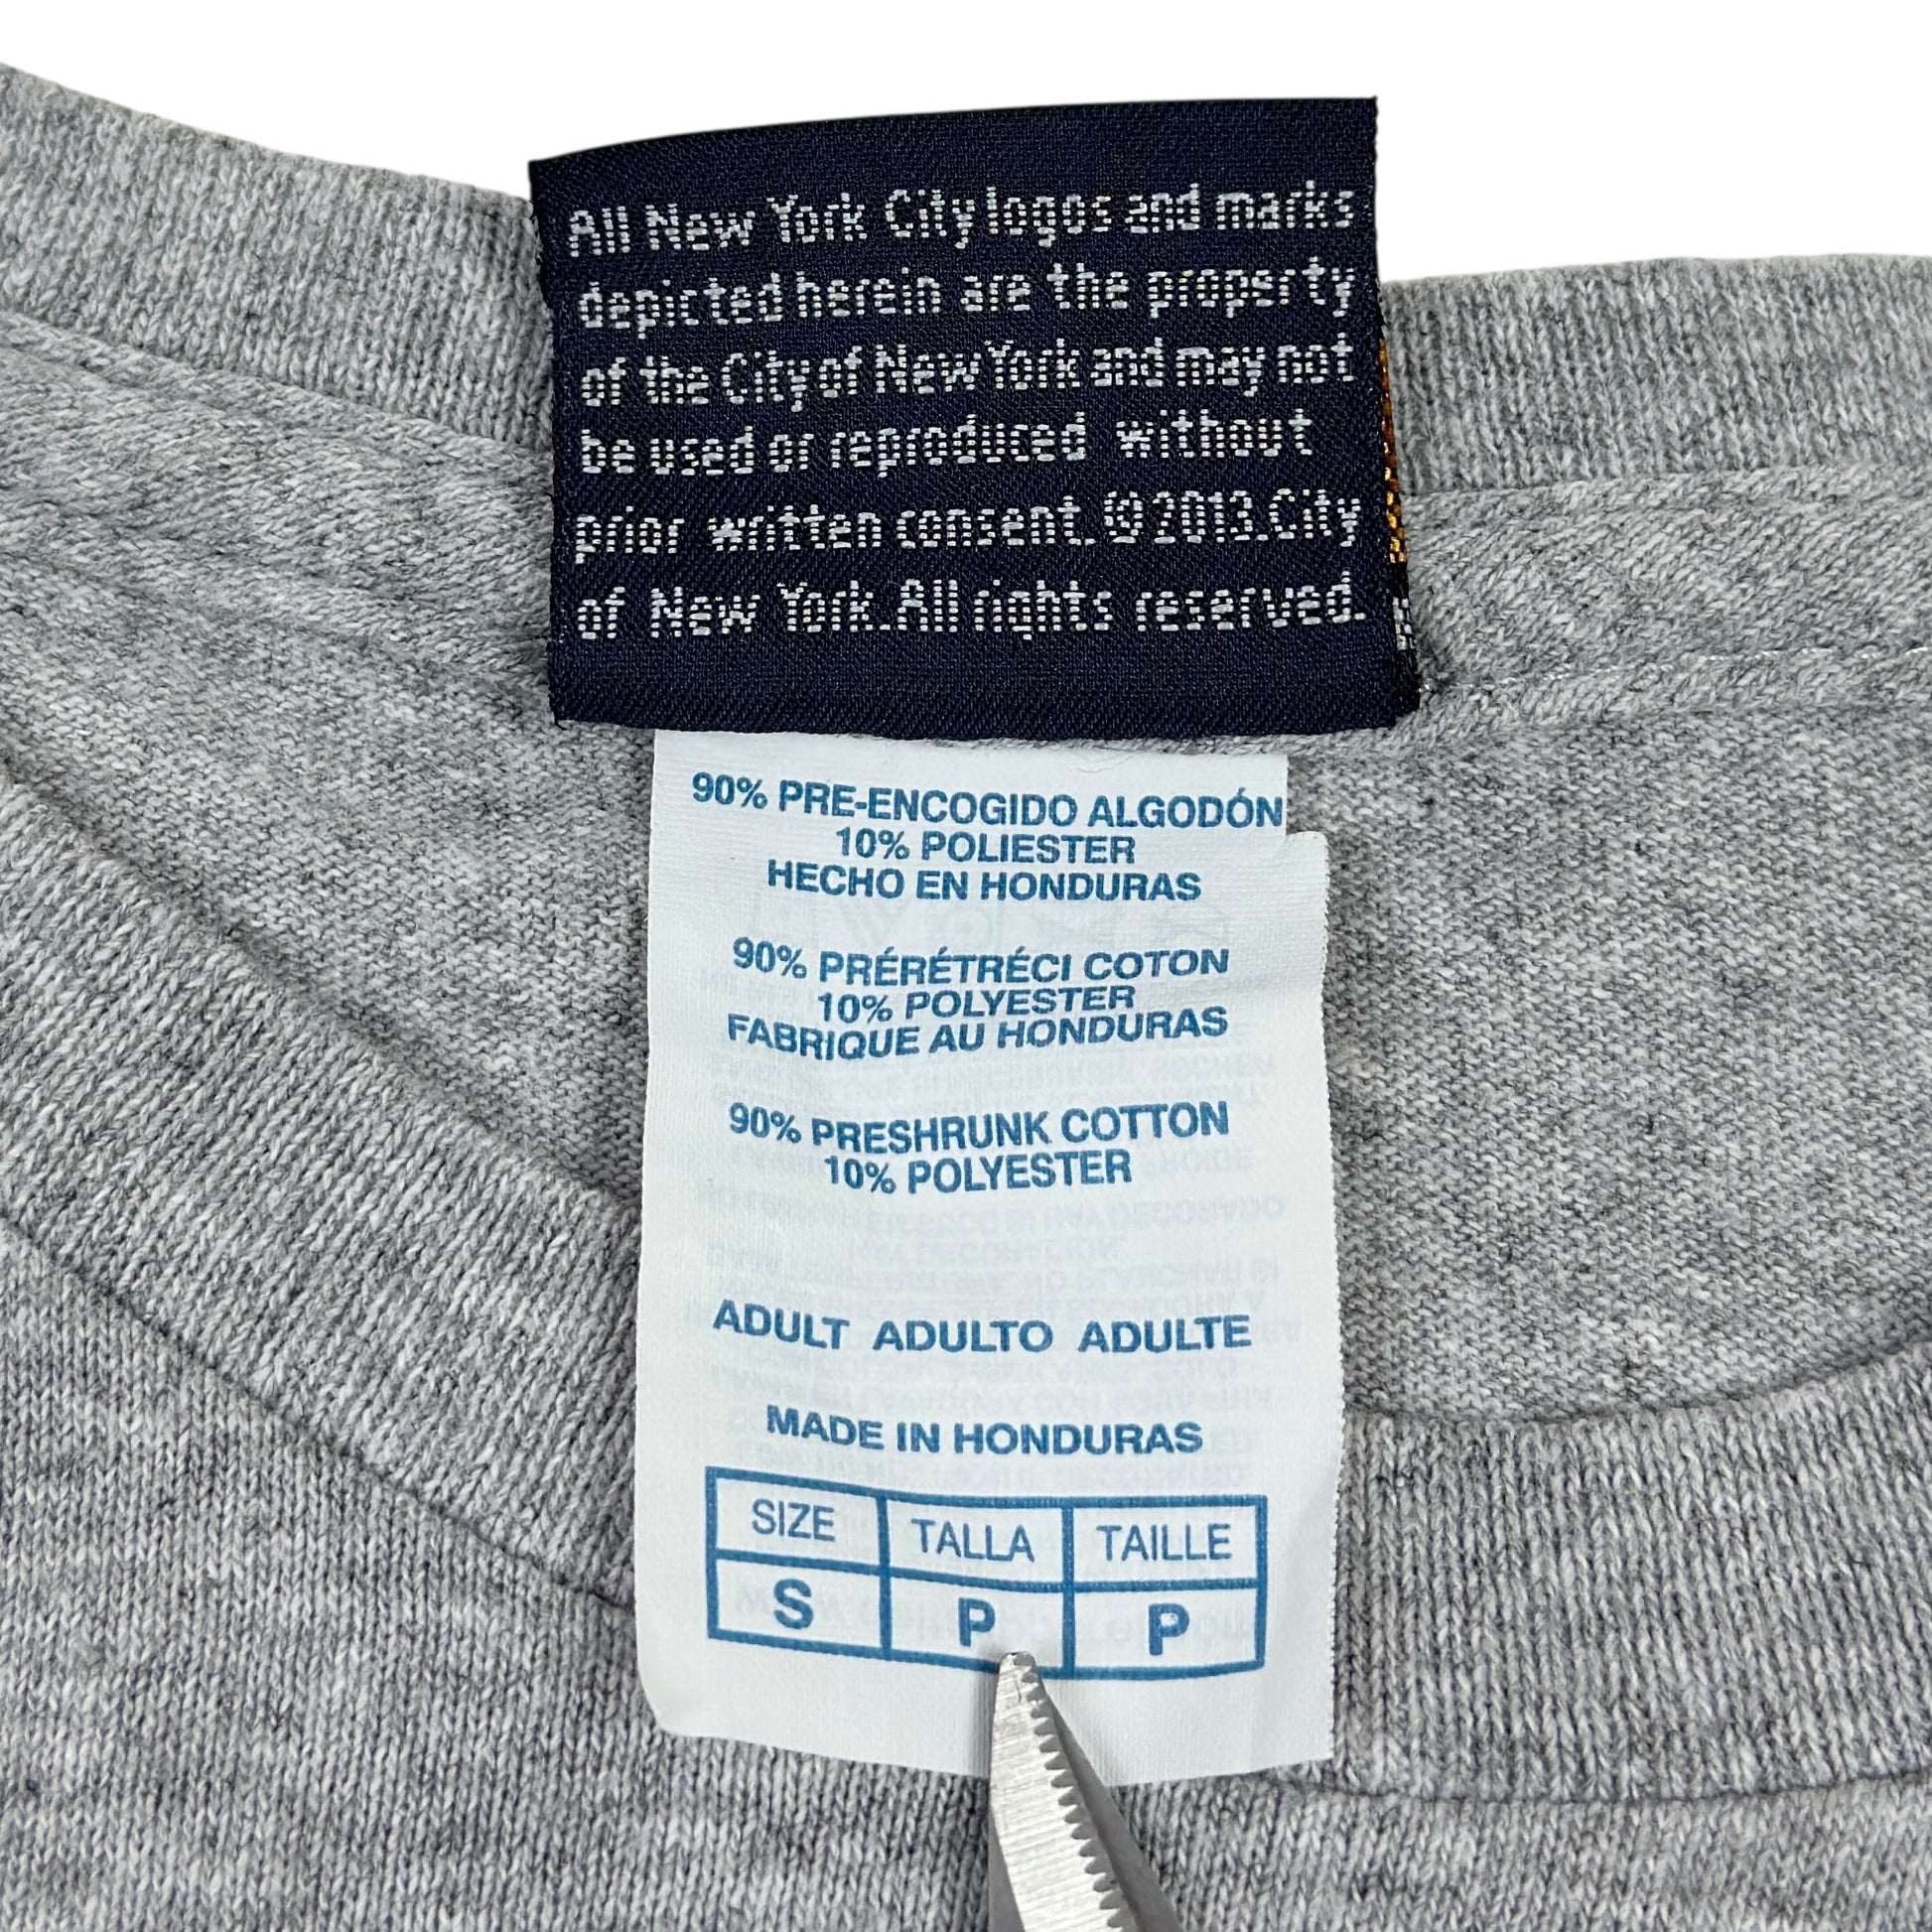 All New York City logos and marks
depicted herein are the property
of the City of New York and may not
be used or reproduced without
prior written consent. ©2013. City
of New York. All rights reserved.
90% PRE-ENCOGIDO ALGODÓN
10% POLIESTER
HECHO EN HONDURAS
90% PRÉRÉTRÉCI COTON
10% POLYESTER
FABRIQUE AU HONDURAS
90% PRESHRUNK COTTON
10% POLYESTER
ADULT ADULTO ADULTE
MADE IN HONDURAS
SIZE TALLA TAILLE
S P P